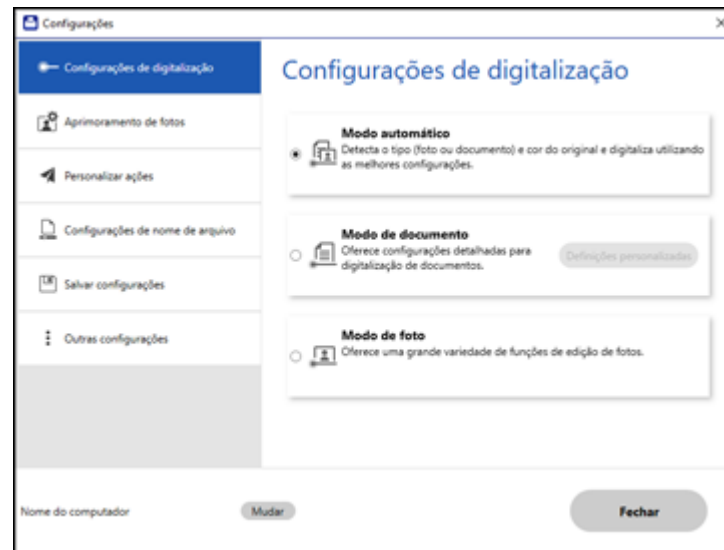 Configurações
Configurações de digitalização
Aprimoramento de fotos
Personalizar ações
Configurações de nome de arquivo
Salvar configurações
Outras configurações
Configurações de digitalização
Modo automático
Detecta o tipo (foto ou documento) e cor do original e digitaliza utilizando
as melhores configurações.
Modo de documento
Oferece configurações detalhadas para
digitalização de documentos.
Definições personalizadas
Modo de foto
Oferece uma grande variedade de funções de edição de fotos.
Nome do computador
Mudar
Fechar